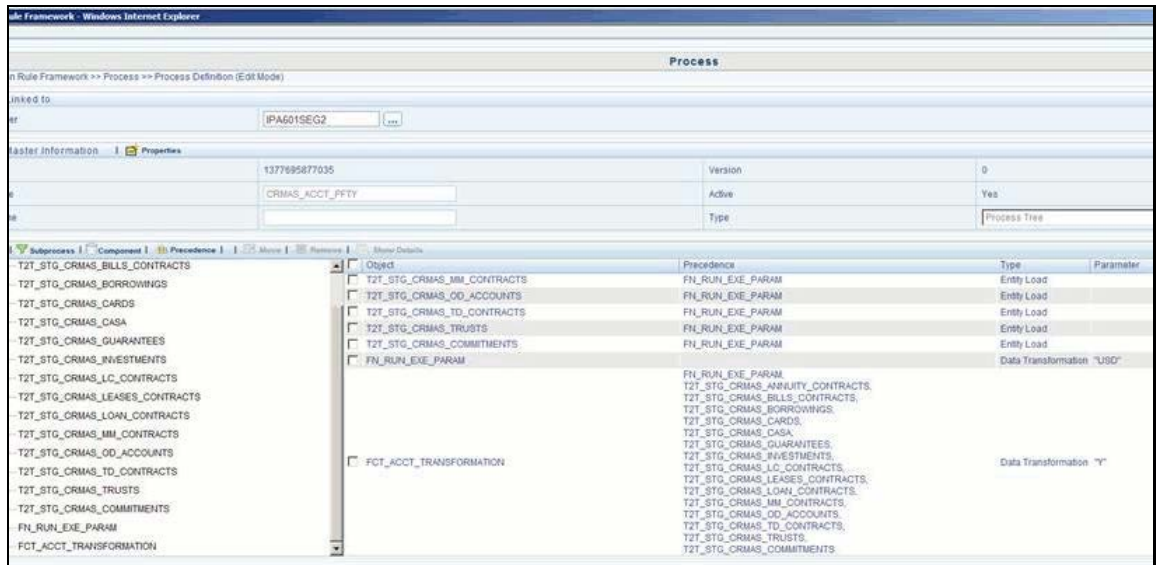 ule Framework - Windows Internet Explorer
Process
n Rule Framework >> Process >> Process Definition (Edit Mode)
inked to
er IPA601SEG2 ...
laster Information | Properties
1377695877035 Version 0
e CRMAS_ACCT_PFTY Active Yes
ne Type Process Tree
| Subprocess | Component | Precedence | | Move | Remove | Show Details
T2T_STG_CRMAS_BILLS_CONTRACTS
T2T_STG_CRMAS_BORROWINGS
T2T_STG_CRMAS_CARDS
T2T_STG_CRMAS_CASA
T2T_STG_CRMAS_GUARANTEES
T2T_STG_CRMAS_INVESTMENTS
T2T_STG_CRMAS_LC_CONTRACTS
T2T_STG_CRMAS_LEASES_CONTRACTS
T2T_STG_CRMAS_LOAN_CONTRACTS
T2T_STG_CRMAS_MM_CONTRACTS
T2T_STG_CRMAS_OD_ACCOUNTS
T2T_STG_CRMAS_TD_CONTRACTS
T2T_STG_CRMAS_TRUSTS
T2T_STG_CRMAS_COMMITMENTS
FN_RUN_EXE_PARAM
FCT_ACCT_TRANSFORMATION
Object Precedence Type Parameter
T2T_STG_CRMAS_MM_CONTRACTS FN_RUN_EXE_PARAM Entity Load
T2T_STG_CRMAS_OD_ACCOUNTS FN_RUN_EXE_PARAM Entity Load
T2T_STG_CRMAS_TD_CONTRACTS FN_RUN_EXE_PARAM Entity Load
T2T_STG_CRMAS_TRUSTS FN_RUN_EXE_PARAM Entity Load
T2T_STG_CRMAS_COMMITMENTS FN_RUN_EXE_PARAM Entity Load
FN_RUN_EXE_PARAM Data Transformation "USD"
FCT_ACCT_TRANSFORMATION
FN_RUN_EXE_PARAM,
T2T_STG_CRMAS_ANNUITY_CONTRACTS,
T2T_STG_CRMAS_BILLS_CONTRACTS,
T2T_STG_CRMAS_BORROWINGS,
T2T_STG_CRMAS_CARDS,
T2T_STG_CRMAS_CASA,
T2T_STG_CRMAS_GUARANTEES,
T2T_STG_CRMAS_INVESTMENTS,
T2T_STG_CRMAS_LC_CONTRACTS,
T2T_STG_CRMAS_LEASES_CONTRACTS,
T2T_STG_CRMAS_LOAN_CONTRACTS,
T2T_STG_CRMAS_MM_CONTRACTS,
T2T_STG_CRMAS_OD_ACCOUNTS,
T2T_STG_CRMAS_TD_CONTRACTS,
T2T_STG_CRMAS_TRUSTS,
T2T_STG_CRMAS_COMMITMENTS
Data Transformation "Y"